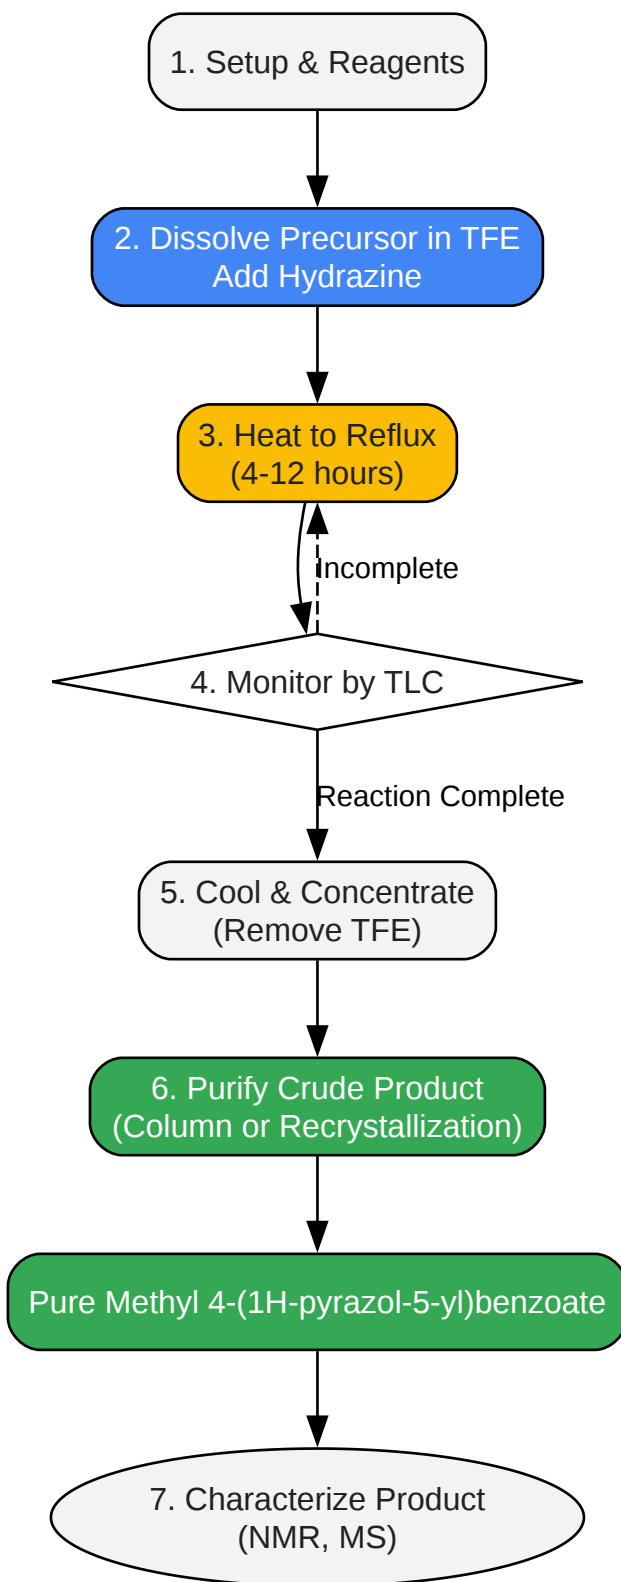 1. Setup & Reagents
2. Dissolve Precursor in TFE
Add Hydrazine
3. Heat to Reflux
(4-12 hours)
Incomplete
4. Monitor by TLC
Reaction Complete
5. Cool & Concentrate
(Remove TFE)
6. Purify Crude Product
(Column or Recrystallization)
Pure Methyl 4-(1H-pyrazol-5-yl)benzoate
7. Characterize Product
(NMR, MS)